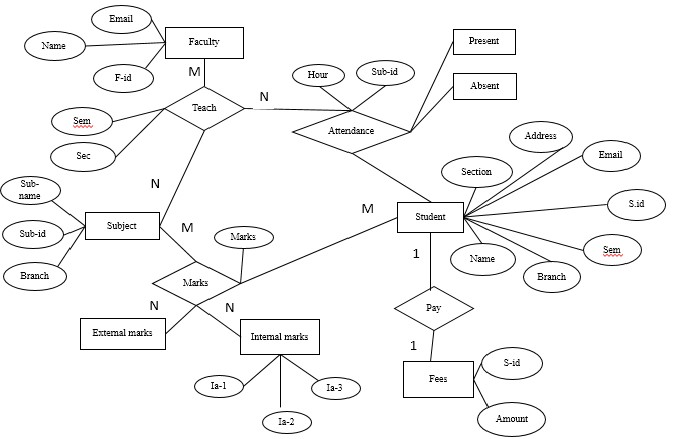 Email
Name
Faculty
F-id
M
Present
Hour
Sub-id
Absent
Teach
N
Sem
Attendance
Address
Sec
Email
Section
Sub-
name
N
M
Student
S.id
Subject
M
Sub-id
Marks
1
Name
Sem
Branch
Marks
Branch
N
N
Pay
External marks
Internal marks
1
S-id
Fees
Ia-1
Ia-3
Ia-2
Amount